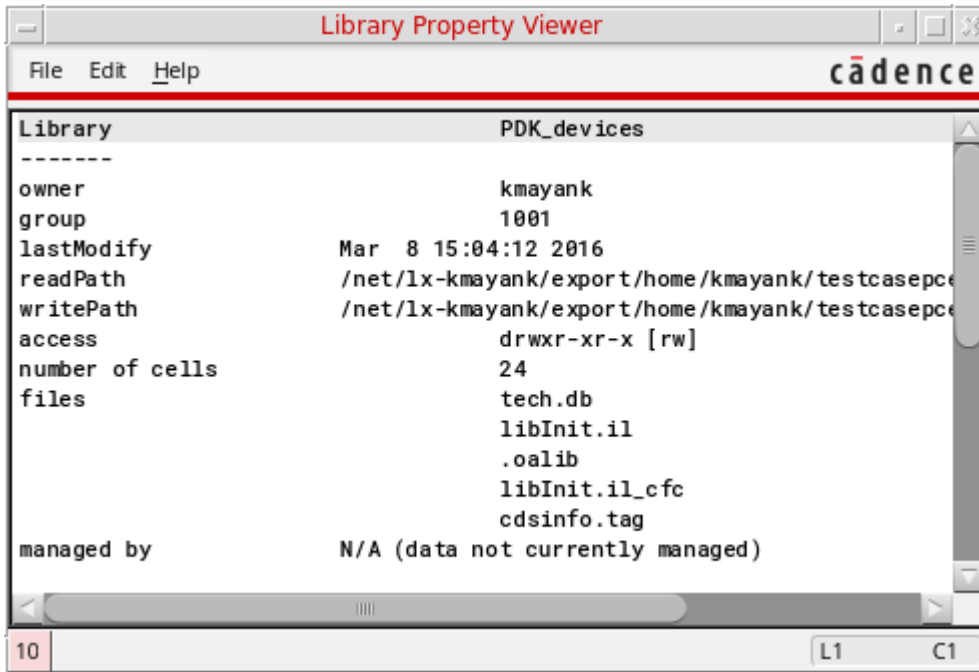 Library Property Viewer
File Edit Help
cādence
Library PDK_devices
-------
owner kmayank
group 1001
lastModify Mar 8 15:04:12 2016
readPath /net/lx-kmayank/export/home/kmayank/testcasepce
writePath /net/lx-kmayank/export/home/kmayank/testcasepce
access drwxr-xr-x [rw]
number of cells 24
files tech.db
libInit.il
.oalib
libInit.il_cfc
cdsinfo.tag
managed by N/A (data not currently managed)
10 L1 C1